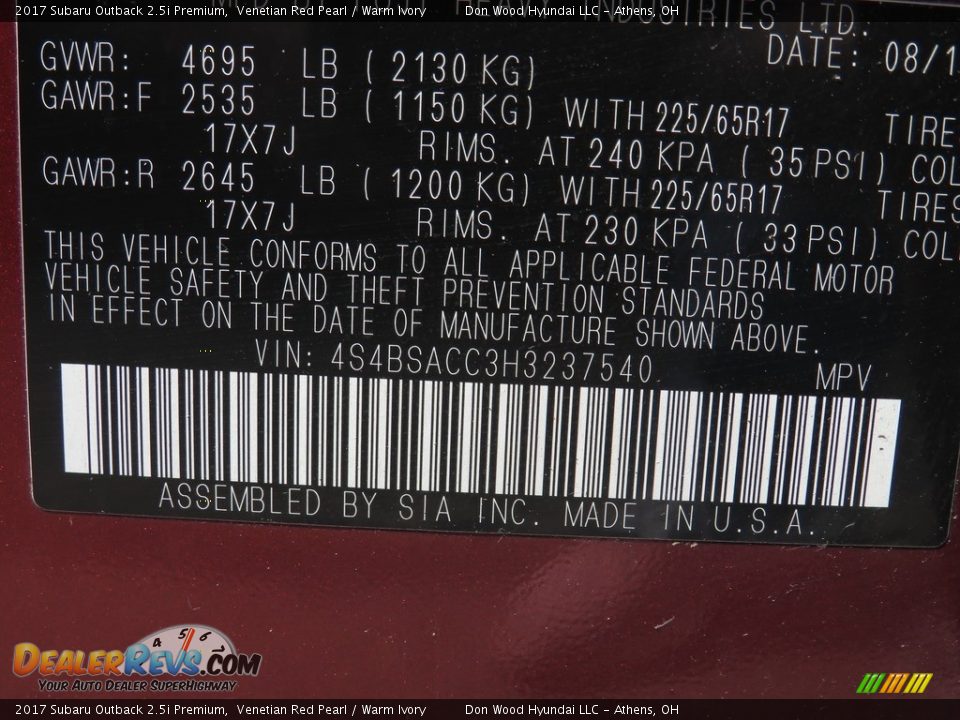 2017 Subaru Outback 2.5i Premium, Venetian Red Pearl / Warm Ivory Don Wood Hyundai LLC - Athens, OH
INDUSTRIES LTD.
DATE: 08/1
GVWR: 4695 LB ( 2130 KG)
GAWR:F 2535 LB ( 1150 KG) WITH 225/65R17 TIRE
17X7J RIMS. AT 240 KPA ( 35 PSI) COL
GAWR:R 2645 LB ( 1200 KG) WITH 225/65R17 TIRES
17X7J RIMS. AT 230 KPA ( 33 PSI) COL
THIS VEHICLE CONFORMS TO ALL APPLICABLE FEDERAL MOTOR
VEHICLE SAFETY AND THEFT PREVENTION STANDARDS
IN EFFECT ON THE DATE OF MANUFACTURE SHOWN ABOVE.
VIN: 4S4BSACC3H3237540 MPV
ASSEMBLED BY SIA INC. MADE IN U.S.A.
4 5 6
DealerRevs.com
Your Auto Dealer SuperHighway
2017 Subaru Outback 2.5i Premium, Venetian Red Pearl / Warm Ivory Don Wood Hyundai LLC - Athens, OH